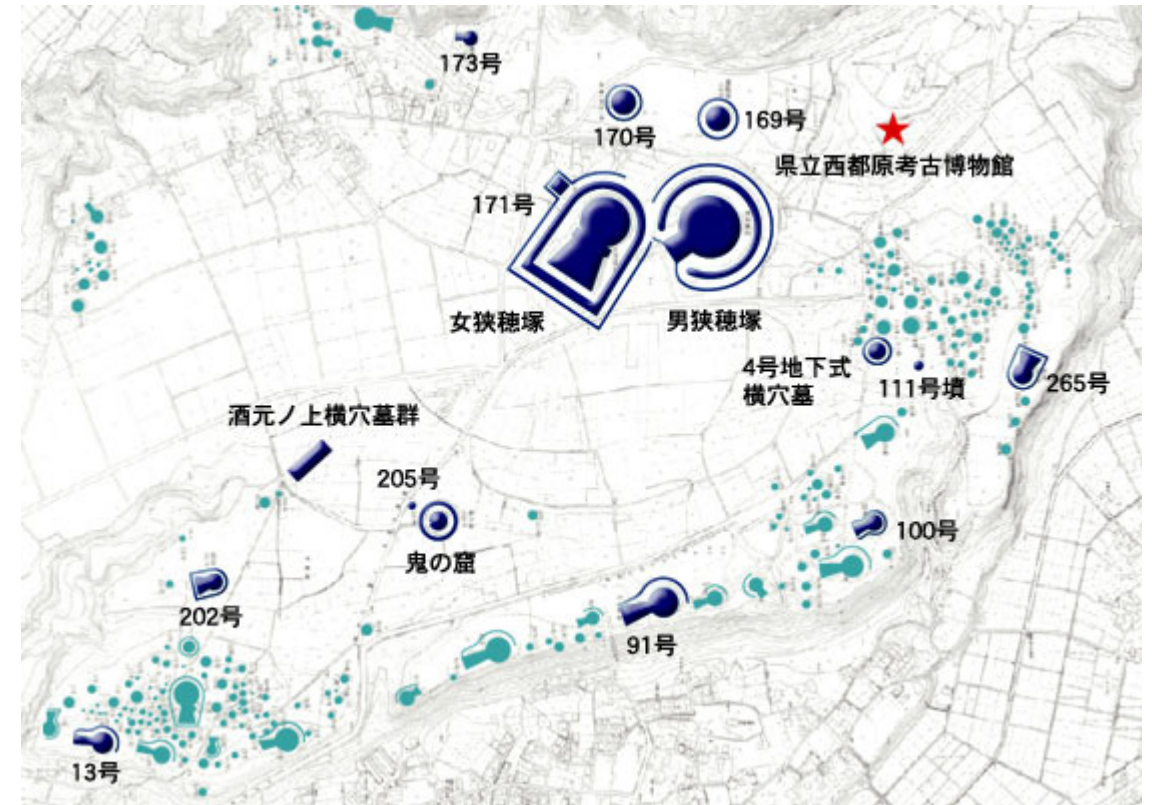 173号
170号
169号
県立西都原考古博物館
171号
女狭穂塚
男狭穂塚
4号地下式
横穴墓
111号墳
265号
酒元ノ上横穴墓群
205号
鬼の窟
100号
202号
91号
13号